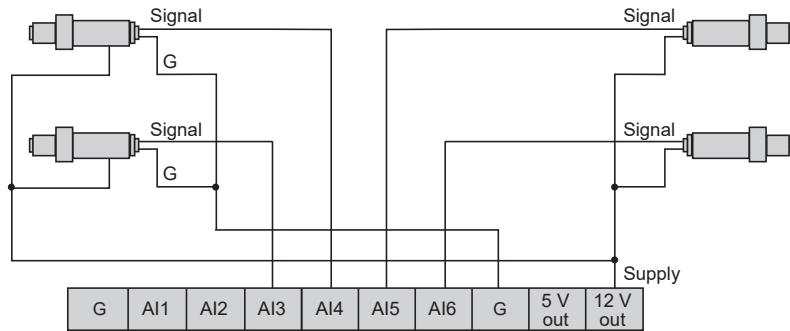 Signal
Signal
G
Signal
Signal
G
Supply
G AI1 AI2 AI3 AI4 AI5 AI6 G 5 V out 12 V out